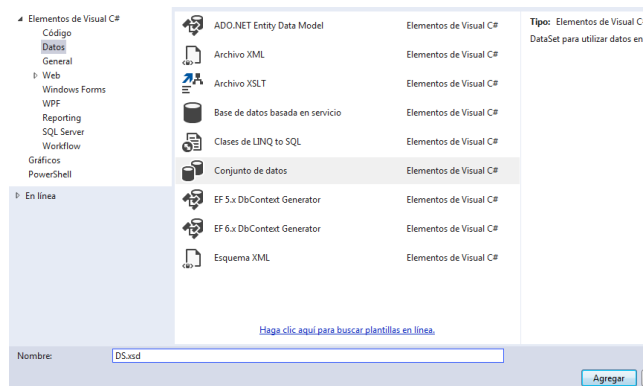 Elementos de Visual C#
Código
Datos
General
Web
Windows Forms
WPF
Reporting
SQL Server
Workflow
Gráficos
PowerShell
En línea
ADO.NET Entity Data Model Elementos de Visual C#
Archivo XML Elementos de Visual C#
Archivo XSLT Elementos de Visual C#
Base de datos basada en servicio Elementos de Visual C#
Clases de LINQ to SQL Elementos de Visual C#
Conjunto de datos Elementos de Visual C#
EF 5.x DbContext Generator Elementos de Visual C#
EF 6.x DbContext Generator Elementos de Visual C#
Esquema XML Elementos de Visual C#
Haga clic aquí para buscar plantillas en línea.
Tipo: Elementos de Visual C
DataSet para utilizar datos en
Nombre: DS.xsd
Agregar